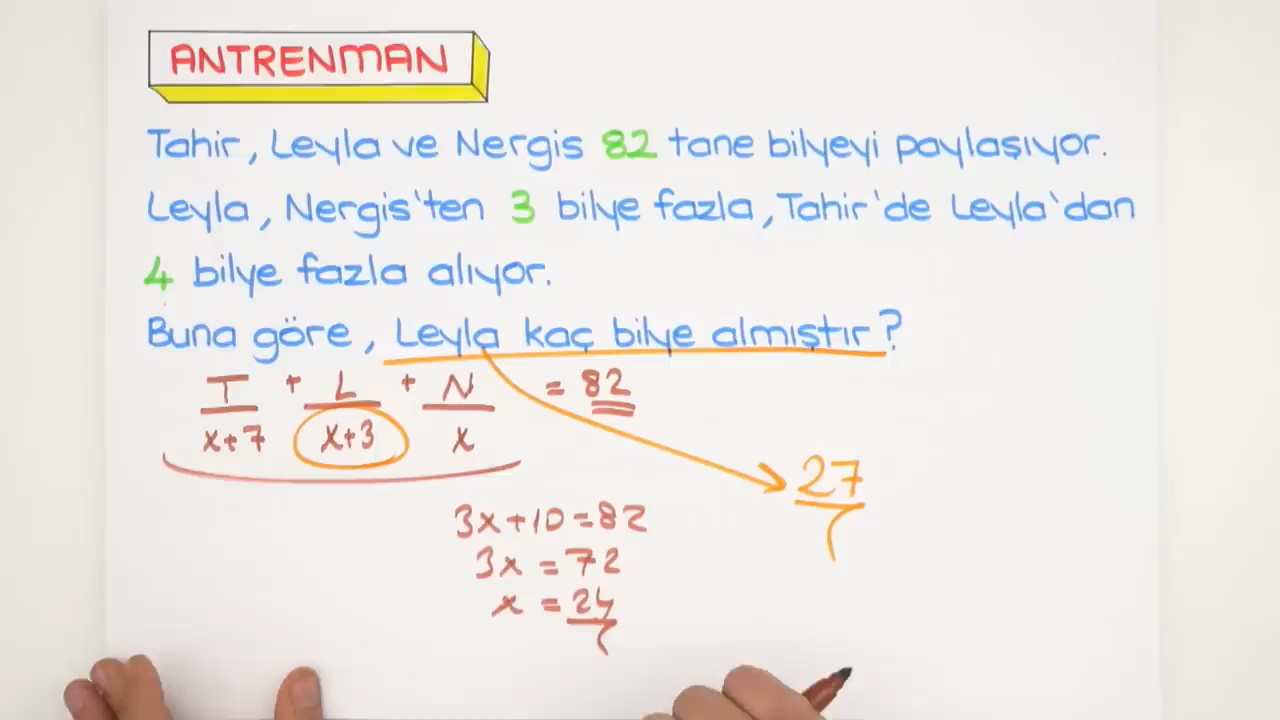 ANTRENMAN
Tahir, Leyla ve Nergis 82 tane bilyeyi paylaşıyor.
Leyla, Nergis'ten 3 bilye fazla, Tahir'de Leyla'dan
4 bilye fazla alıyor.
Buna göre, Leyla kaç bilye almıştır?
T + L + N = 82
x+7 x+3 x
27
3x+10=82
3x=72
x=24